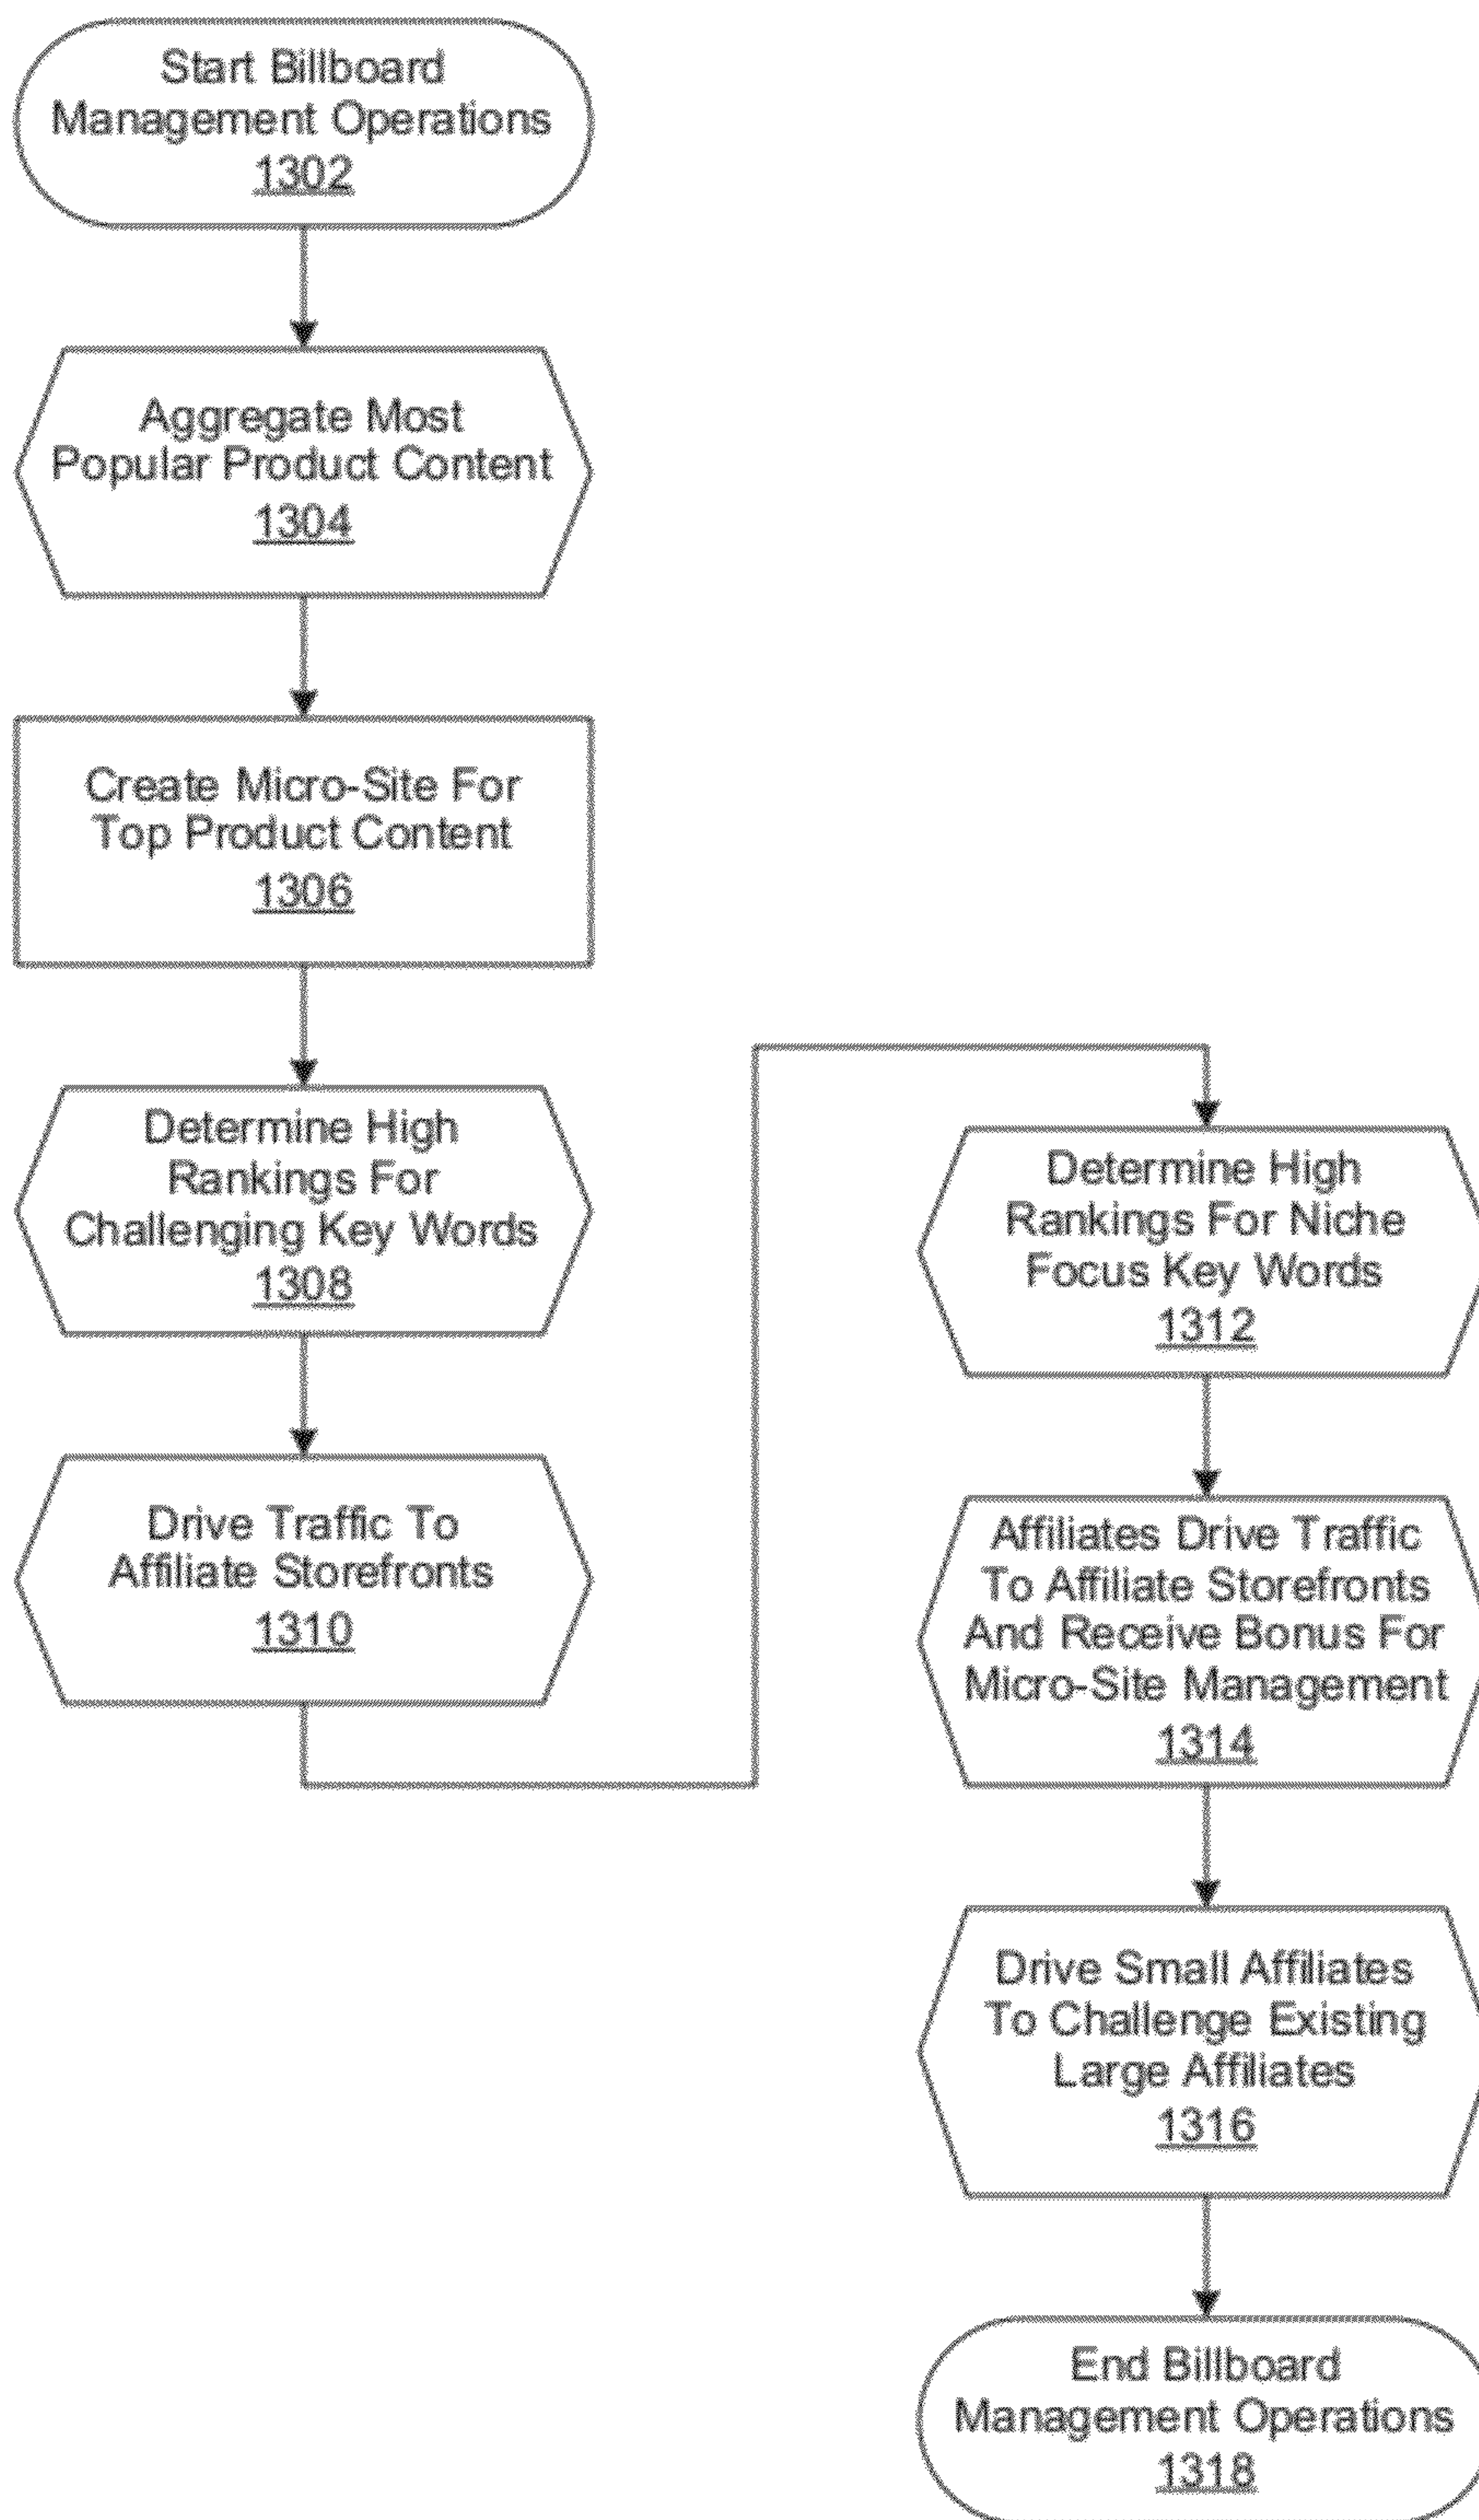 Start Billboard
Management Operations
1302
Aggregate Most
Popular Product Content
1304
Create Micro-Site For
Top Product Content
1306
Determine High
Rankings For
Challenging Key Words
1308
Drive Traffic To
Affiliate Storefronts
1310
Determine High
Rankings For Niche
Focus Key Words
1312
Affiliates Drive Traffic
To Affiliate Storefronts
And Receive Bonus For
Micro-Site Management
1314
Drive Small Affiliates
To Challenge Existing
Large Affiliates
1316
End Billboard
Management Operations
1318